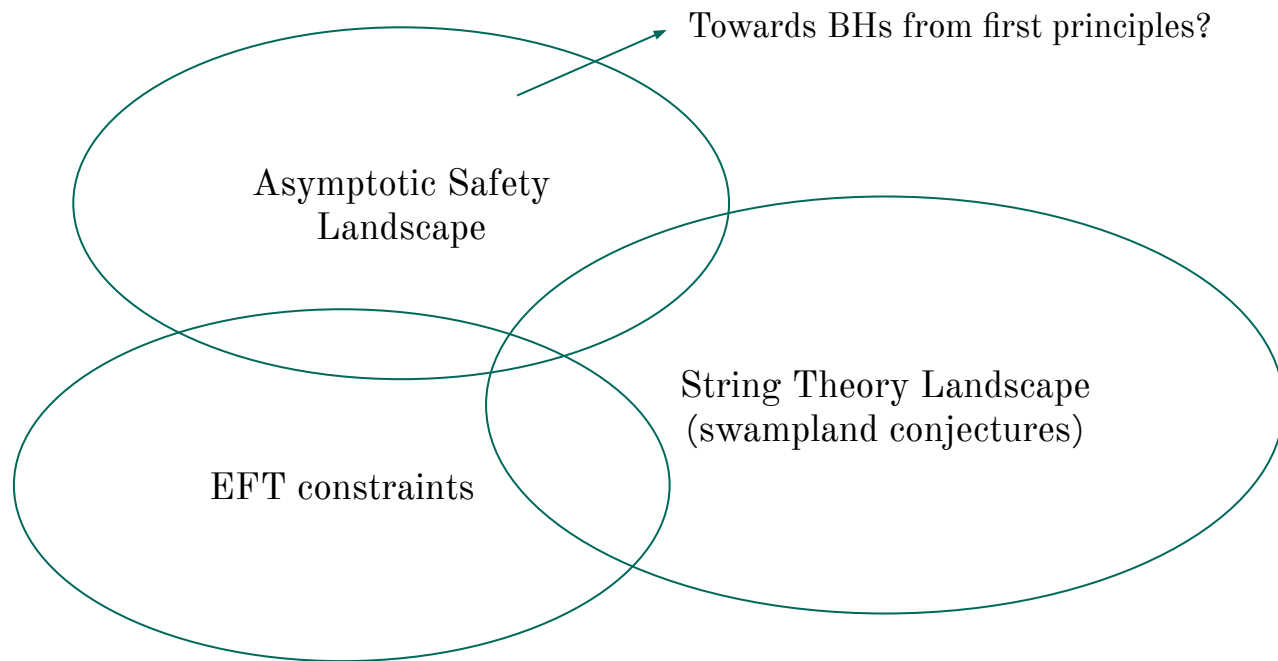 Towards BHs from first principles?
Asymptotic Safety
Landscape
String Theory Landscape
(swampland conjectures)
EFT constraints